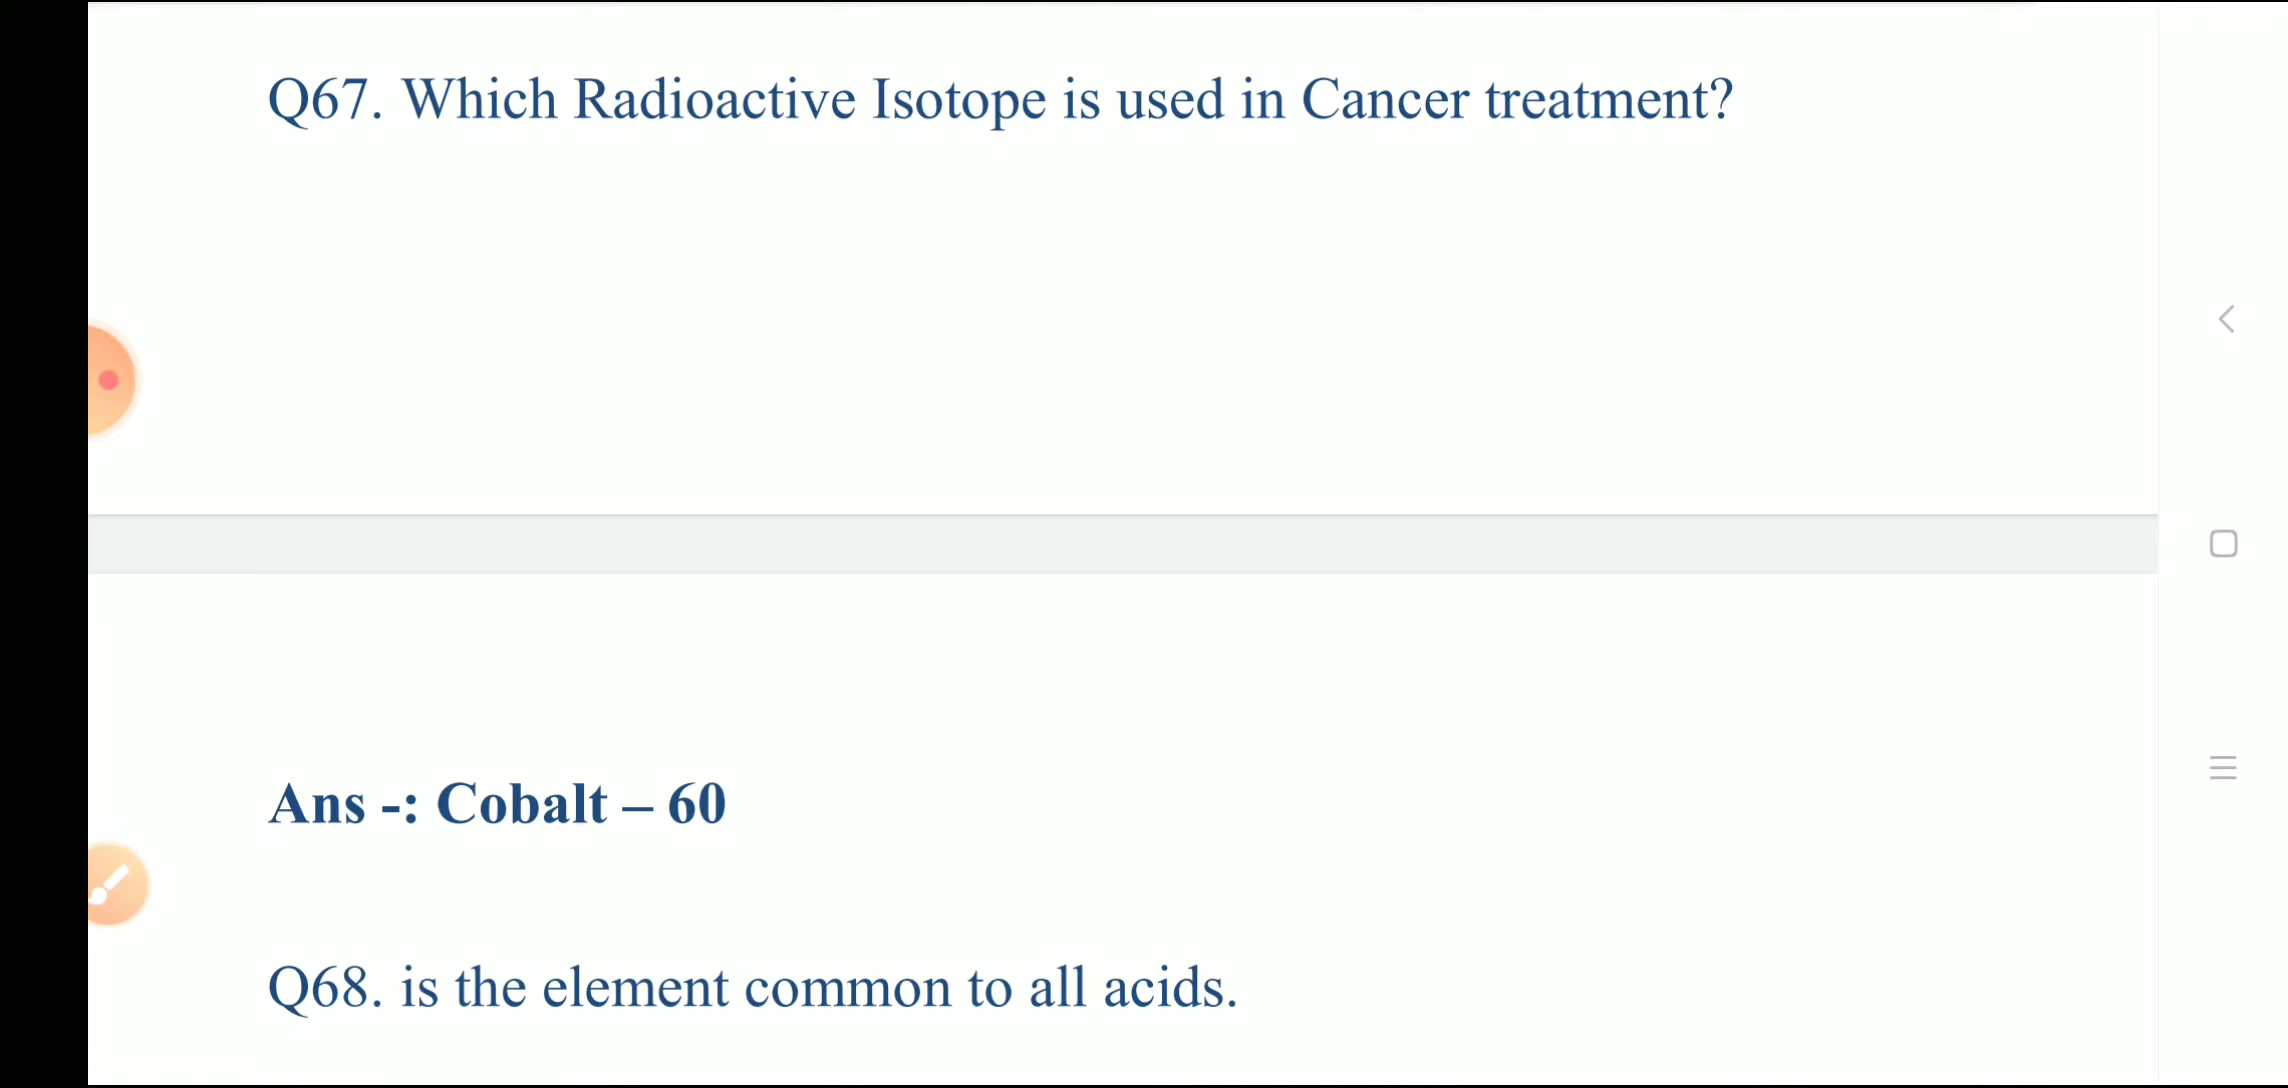 Q67. Which Radioactive Isotope is used in Cancer treatment?
Ans -: Cobalt – 60
Q68. is the element common to all acids.